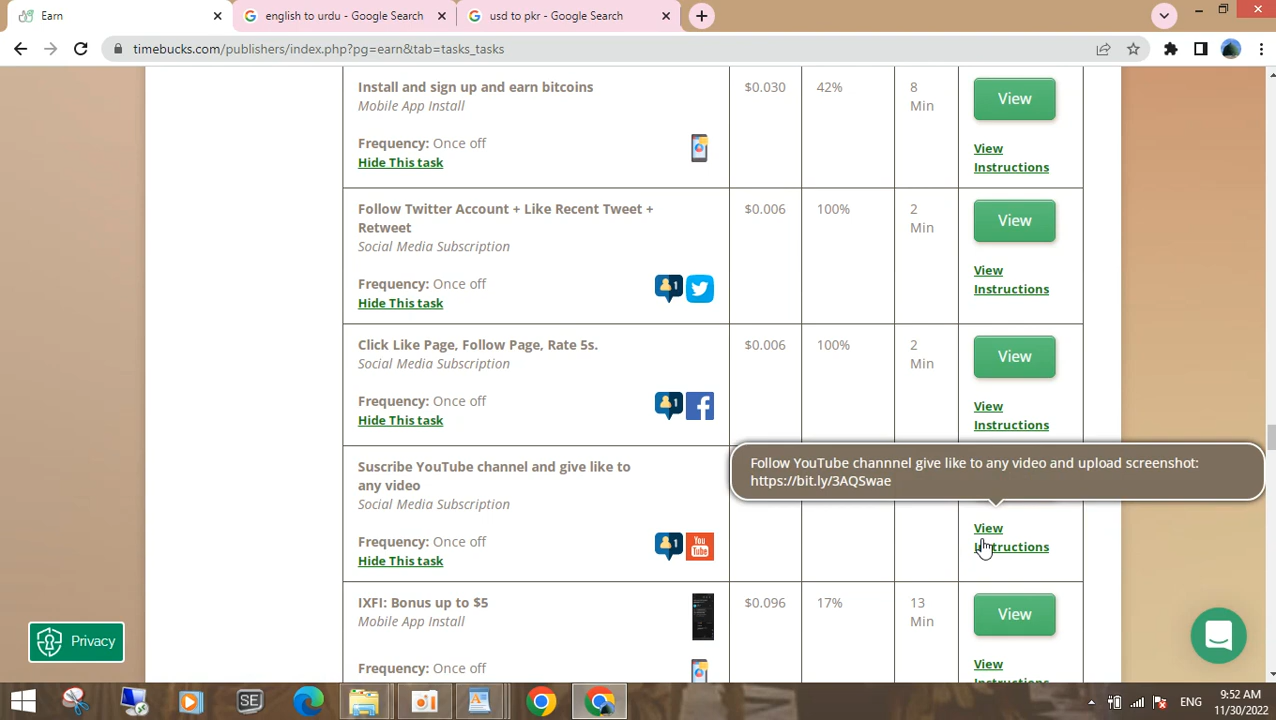 Earn
english to urdu - Google Search
usd to pkr - Google Search
timebucks.com/publishers/index.php?pg=earn&tab=tasks_tasks
Install and sign up and earn bitcoins
Mobile App Install
Frequency: Once off
Hide This task
$0.030
42%
8
Min
View
View
Instructions
Follow Twitter Account + Like Recent Tweet +
Retweet
Social Media Subscription
Frequency: Once off
Hide This task
1
$0.006
100%
2
Min
View
View
Instructions
Click Like Page, Follow Page, Rate 5s.
Social Media Subscription
Frequency: Once off
Hide This task
1
$0.006
100%
2
Min
View
View
Instructions
Suscribe YouTube channel and give like to
any video
Social Media Subscription
Frequency: Once off
Hide This task
1
You
Tube
Follow YouTube channnel give like to any video and upload screenshot:
https://bit.ly/3AQSwae
View
Instructions
IXFI: Bonus up to $5
Mobile App Install
Frequency: Once off
$0.096
17%
13
Min
View
View
Instructions
Privacy
SE
ENG
9:52 AM
11/30/2022